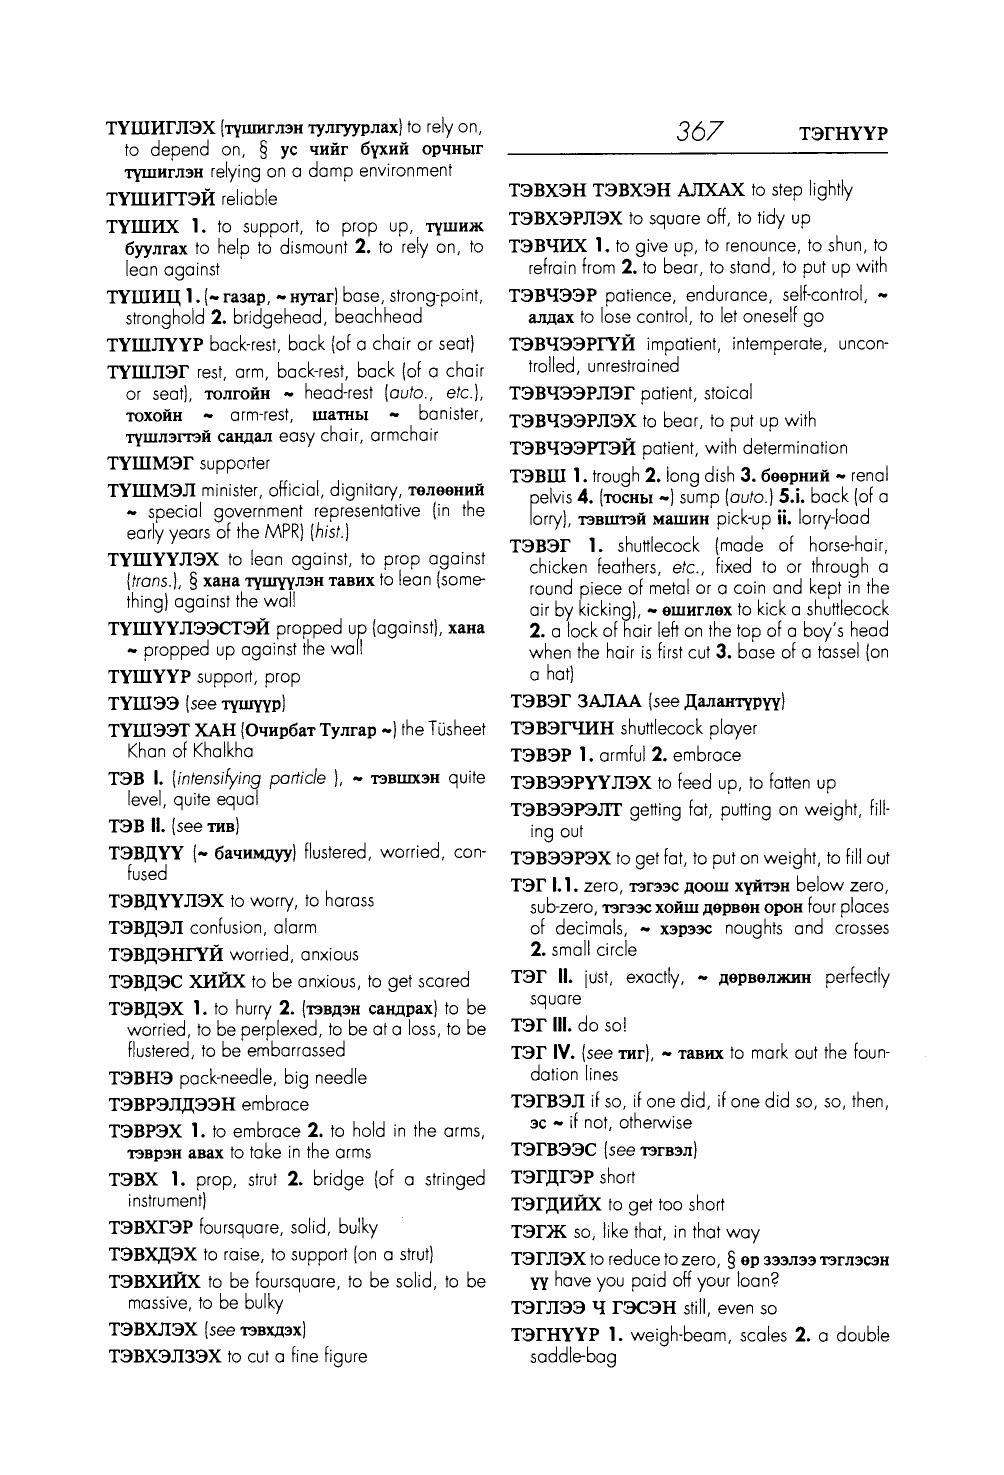 ТҮШИГЛЭХ (түшиглэн тулгуурлах) to rely on,
to depend on, § ус чийг бүхий орчныг
түшиглэн relying on a damp environment
ТҮШИГТЭЙ reliable
ТҮШИХ 1. to support, to prop up, түшиж
буулгах to help to dismount 2. to rely on, to
lean against
ТҮШИЦ 1. (~ газар, ~ нутаг) base, strong-point,
stronghold 2. bridgehead, beachhead
ТҮШЛҮҮР back-rest, back (of a chair or seat)
ТҮШЛЭГ rest, arm, back-rest, back (of a chair
or seat), толгойн ~ head-rest (auto., etc.),
тохойн ~ arm-rest, шатны ~ banister,
түшлэгтэй сандал easy chair, armchair
ТҮШМЭГ supporter
ТҮШМЭЛ minister, official, dignitary, төлөөний
~ special government representative (in the
early years of the MPR) (hist.)
ТҮШҮҮЛЭХ to lean against, to prop against
(trans.), § хана түшүүлэн тавих to lean (some-
thing) against the wall
ТҮШҮҮЛЭЭСТЭЙ propped up (against), хана
~ propped up against the wall
ТҮШҮҮР support, prop
ТҮШЭЭ (see түшүүр)
ТҮШЭЭТ ХАН (Очирбат Тулгар ~) the Tüsheet
Khan of Khalkha
ТЭВ I. (intensifying particle ), ~ тэвшхэн quite
level, quite equal
ТЭВ II. (see тив)
ТЭВДҮҮ (~ бачимдуу) flustered, worried, con-
fused
ТЭВДҮҮЛЭХ to worry, to harass
ТЭВДЭЛ confusion, alarm
ТЭВДЭНГҮЙ worried, anxious
ТЭВДЭС ХИЙХ to be anxious, to get scared
ТЭВДЭХ 1. to hurry 2. (тэвдэн сандрах) to be
worried, to be perplexed, to be at a loss, to be
flustered, to be embarrassed
ТЭВНЭ pack-needle, big needle
ТЭВРЭЛДЭЭН embrace
ТЭВРЭХ 1. to embrace 2. to hold in the arms,
тэврэн авах to take in the arms
ТЭВХ 1. prop, strut 2. bridge (of a stringed
instrument)
ТЭВХГЭР foursquare, solid, bulky
ТЭВХДЭХ to raise, to support (on a strut)
ТЭВХИЙХ to be foursquare, to be solid, to be
massive, to be bulky
ТЭВХЛЭХ (see тэвхдэх)
ТЭВХЭЛЗЭХ to cut a fine figure
367 ТЭГНҮҮР
ТЭВХЭН ТЭВХЭН АЛХАХ to step lightly
ТЭВХЭРЛЭХ to square off, to tidy up
ТЭВЧИХ 1. to give up, to renounce, to shun, to
refrain from 2. to bear, to stand, to put up with
ТЭВЧЭЭР patience, endurance, self-control, ~
алдах to lose control, to let oneself go
ТЭВЧЭЭРГҮЙ impatient, intemperate, uncon-
trolled, unrestrained
ТЭВЧЭЭРЛЭГ patient, stoical
ТЭВЧЭЭРЛЭХ to bear, to put up with
ТЭВЧЭЭРТЭЙ patient, with determination
ТЭВШ 1. trough 2. long dish 3. бөөрний ~ renal
pelvis 4. (тосны ~) sump (auto.) 5.i. back (of a
lorry), тэвштэй машин pick-up ii. lorry-load
ТЭВЭГ 1. shuttlecock (made of horse-hair,
chicken feathers, etc., fixed to or through a
round piece of metal or a coin and kept in the
air by kicking), ~ өшиглөх to kick a shuttlecock
2. a lock of hair left on the top of a boy's head
when the hair is first cut 3. base of a tassel (on
a hat)
ТЭВЭГ ЗАЛАА (see Далантүрүү)
ТЭВЭГЧИН shuttlecock player
ТЭВЭР 1. armful 2. embrace
ТЭВЭЭРҮҮЛЭХ to feed up, to fatten up
ТЭВЭЭРЭЛТ getting fat, putting on weight, fill-
ing out
ТЭВЭЭРЭХ to get fat, to put on weight, to fill out
ТЭГ I.1. zero, тэгээс доош хүйтэн below zero,
sub-zero, тэгээс хойш дөрвөн орон four places
of decimals, ~ хэрээс noughts and crosses
2. small circle
ТЭГ II. just, exactly, ~ дөрвөлжин perfectly
square
ТЭГ III. do so!
ТЭГ IV. (see тиг), ~ тавих to mark out the foun-
dation lines
ТЭГВЭЛ if so, if one did, if one did so, so, then,
эс ~ if not, otherwise
ТЭГВЭЭС (see тэгвэл)
ТЭГДГЭР short
ТЭГДИЙХ to get too short
ТЭГЖ so, like that, in that way
ТЭГЛЭХ to reduce to zero, § өр зээлээ тэглэсэн
үү have you paid off your loan?
ТЭГЛЭЭ Ч ГЭСЭН still, even so
ТЭГНҮҮР 1. weigh-beam, scales 2. a double
saddle-bag